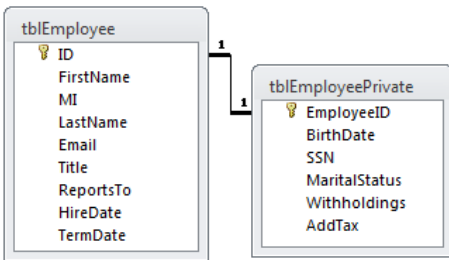 tblEmployee
ID
FirstName
MI
LastName
Email
Title
ReportsTo
HireDate
TermDate
1
1
tblEmployeePrivate
EmployeeID
BirthDate
SSN
MaritalStatus
Withholdings
AddTax